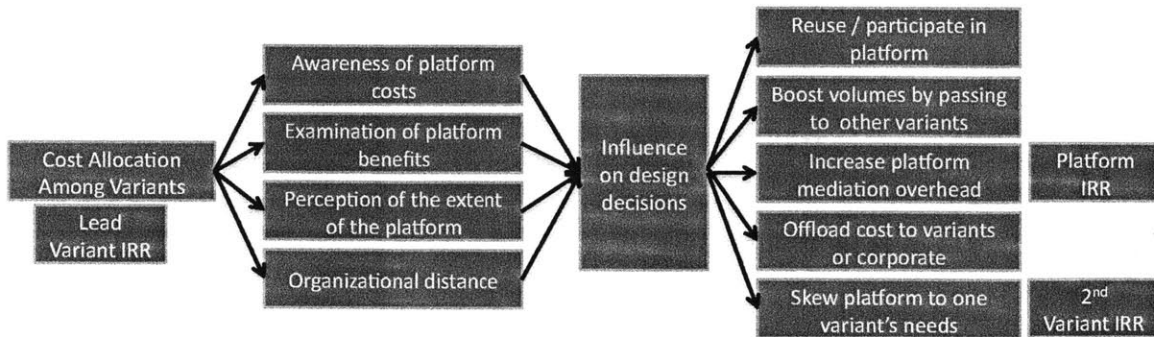 Cost Allocation
Among Variants
Lead
Variant IRR
Awareness of platform
costs
Examination of platform
benefits
Perception of the extent
of the platform
Organizational distance
Influence
on design
decisions
Reuse / participate in
platform
Boost volumes by passing
to other variants
Increase platform
mediation overhead
Offload cost to variants
or corporate
Skew platform to one
variant's needs
Platform
IRR
2nd
Variant IRR